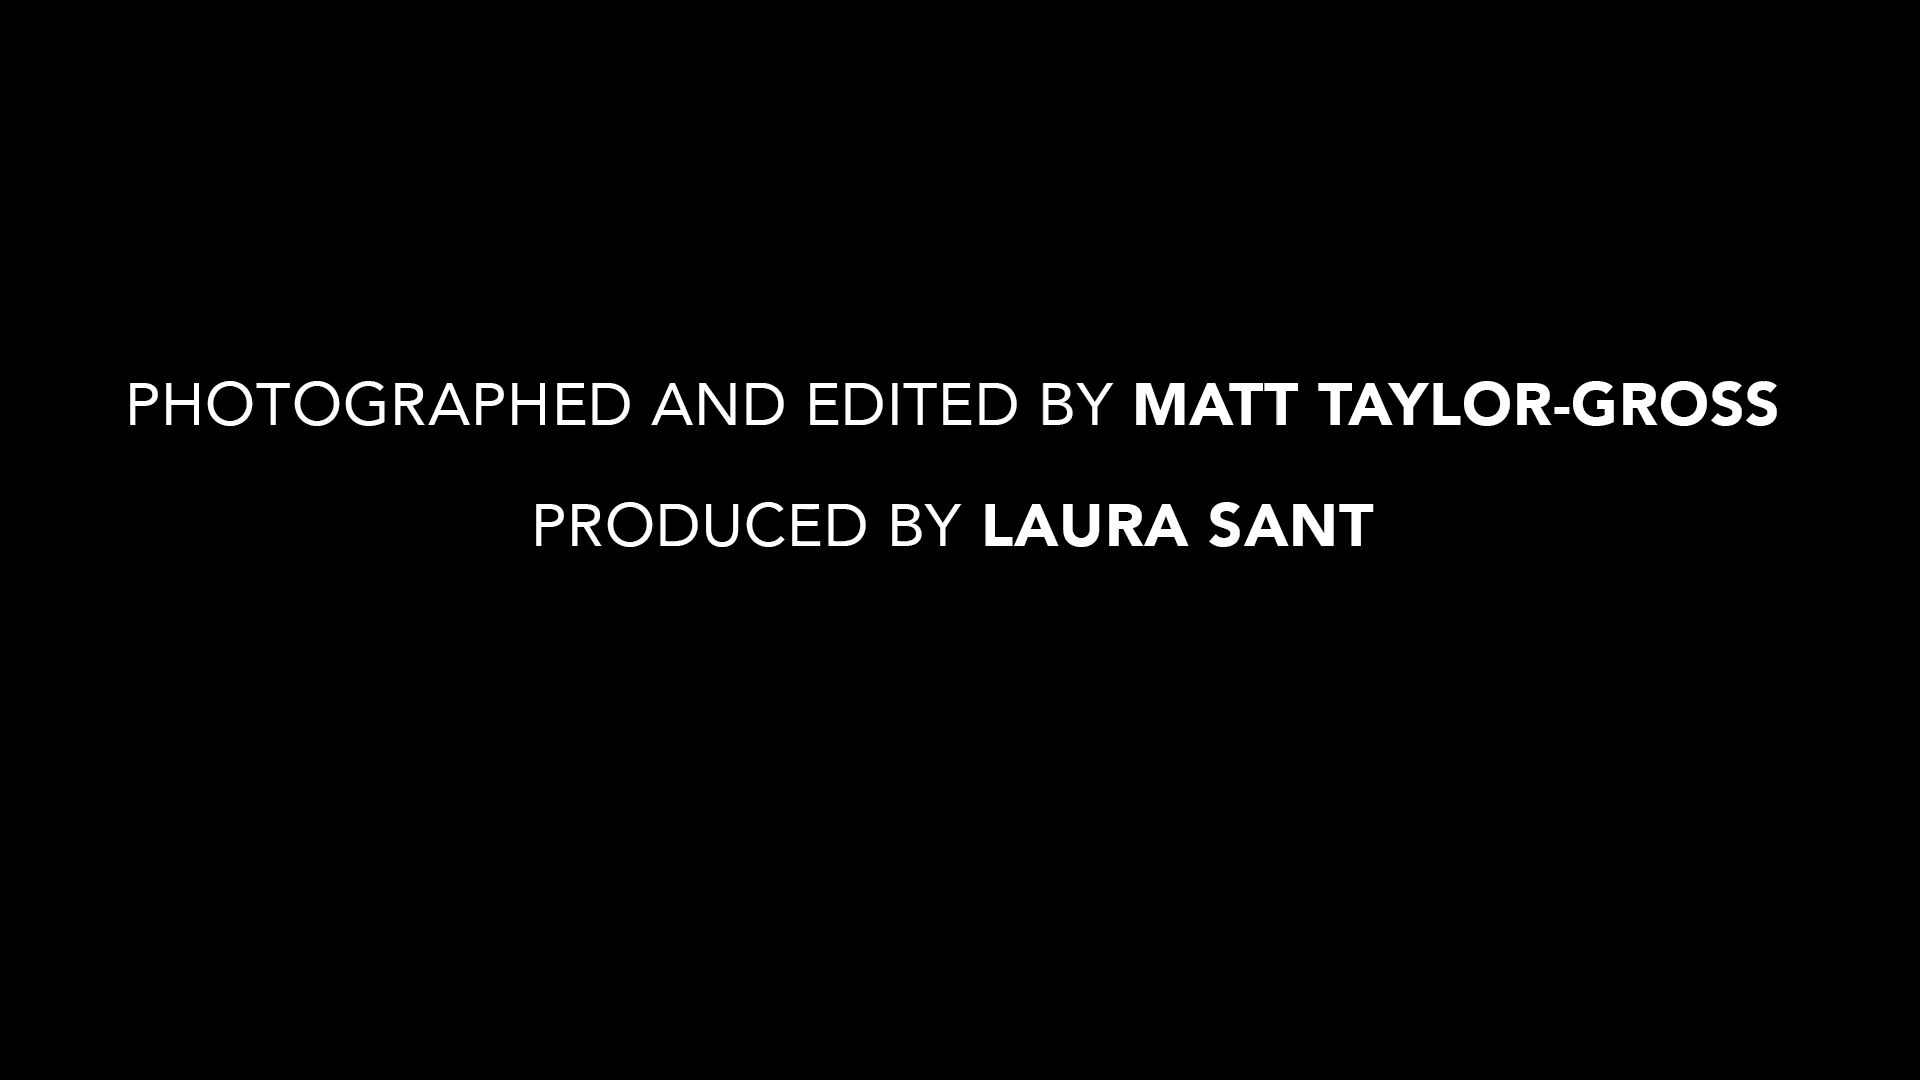 PHOTOGRAPHED AND EDITED BY MATT TAYLOR-GROSS
PRODUCED BY LAURA SANT